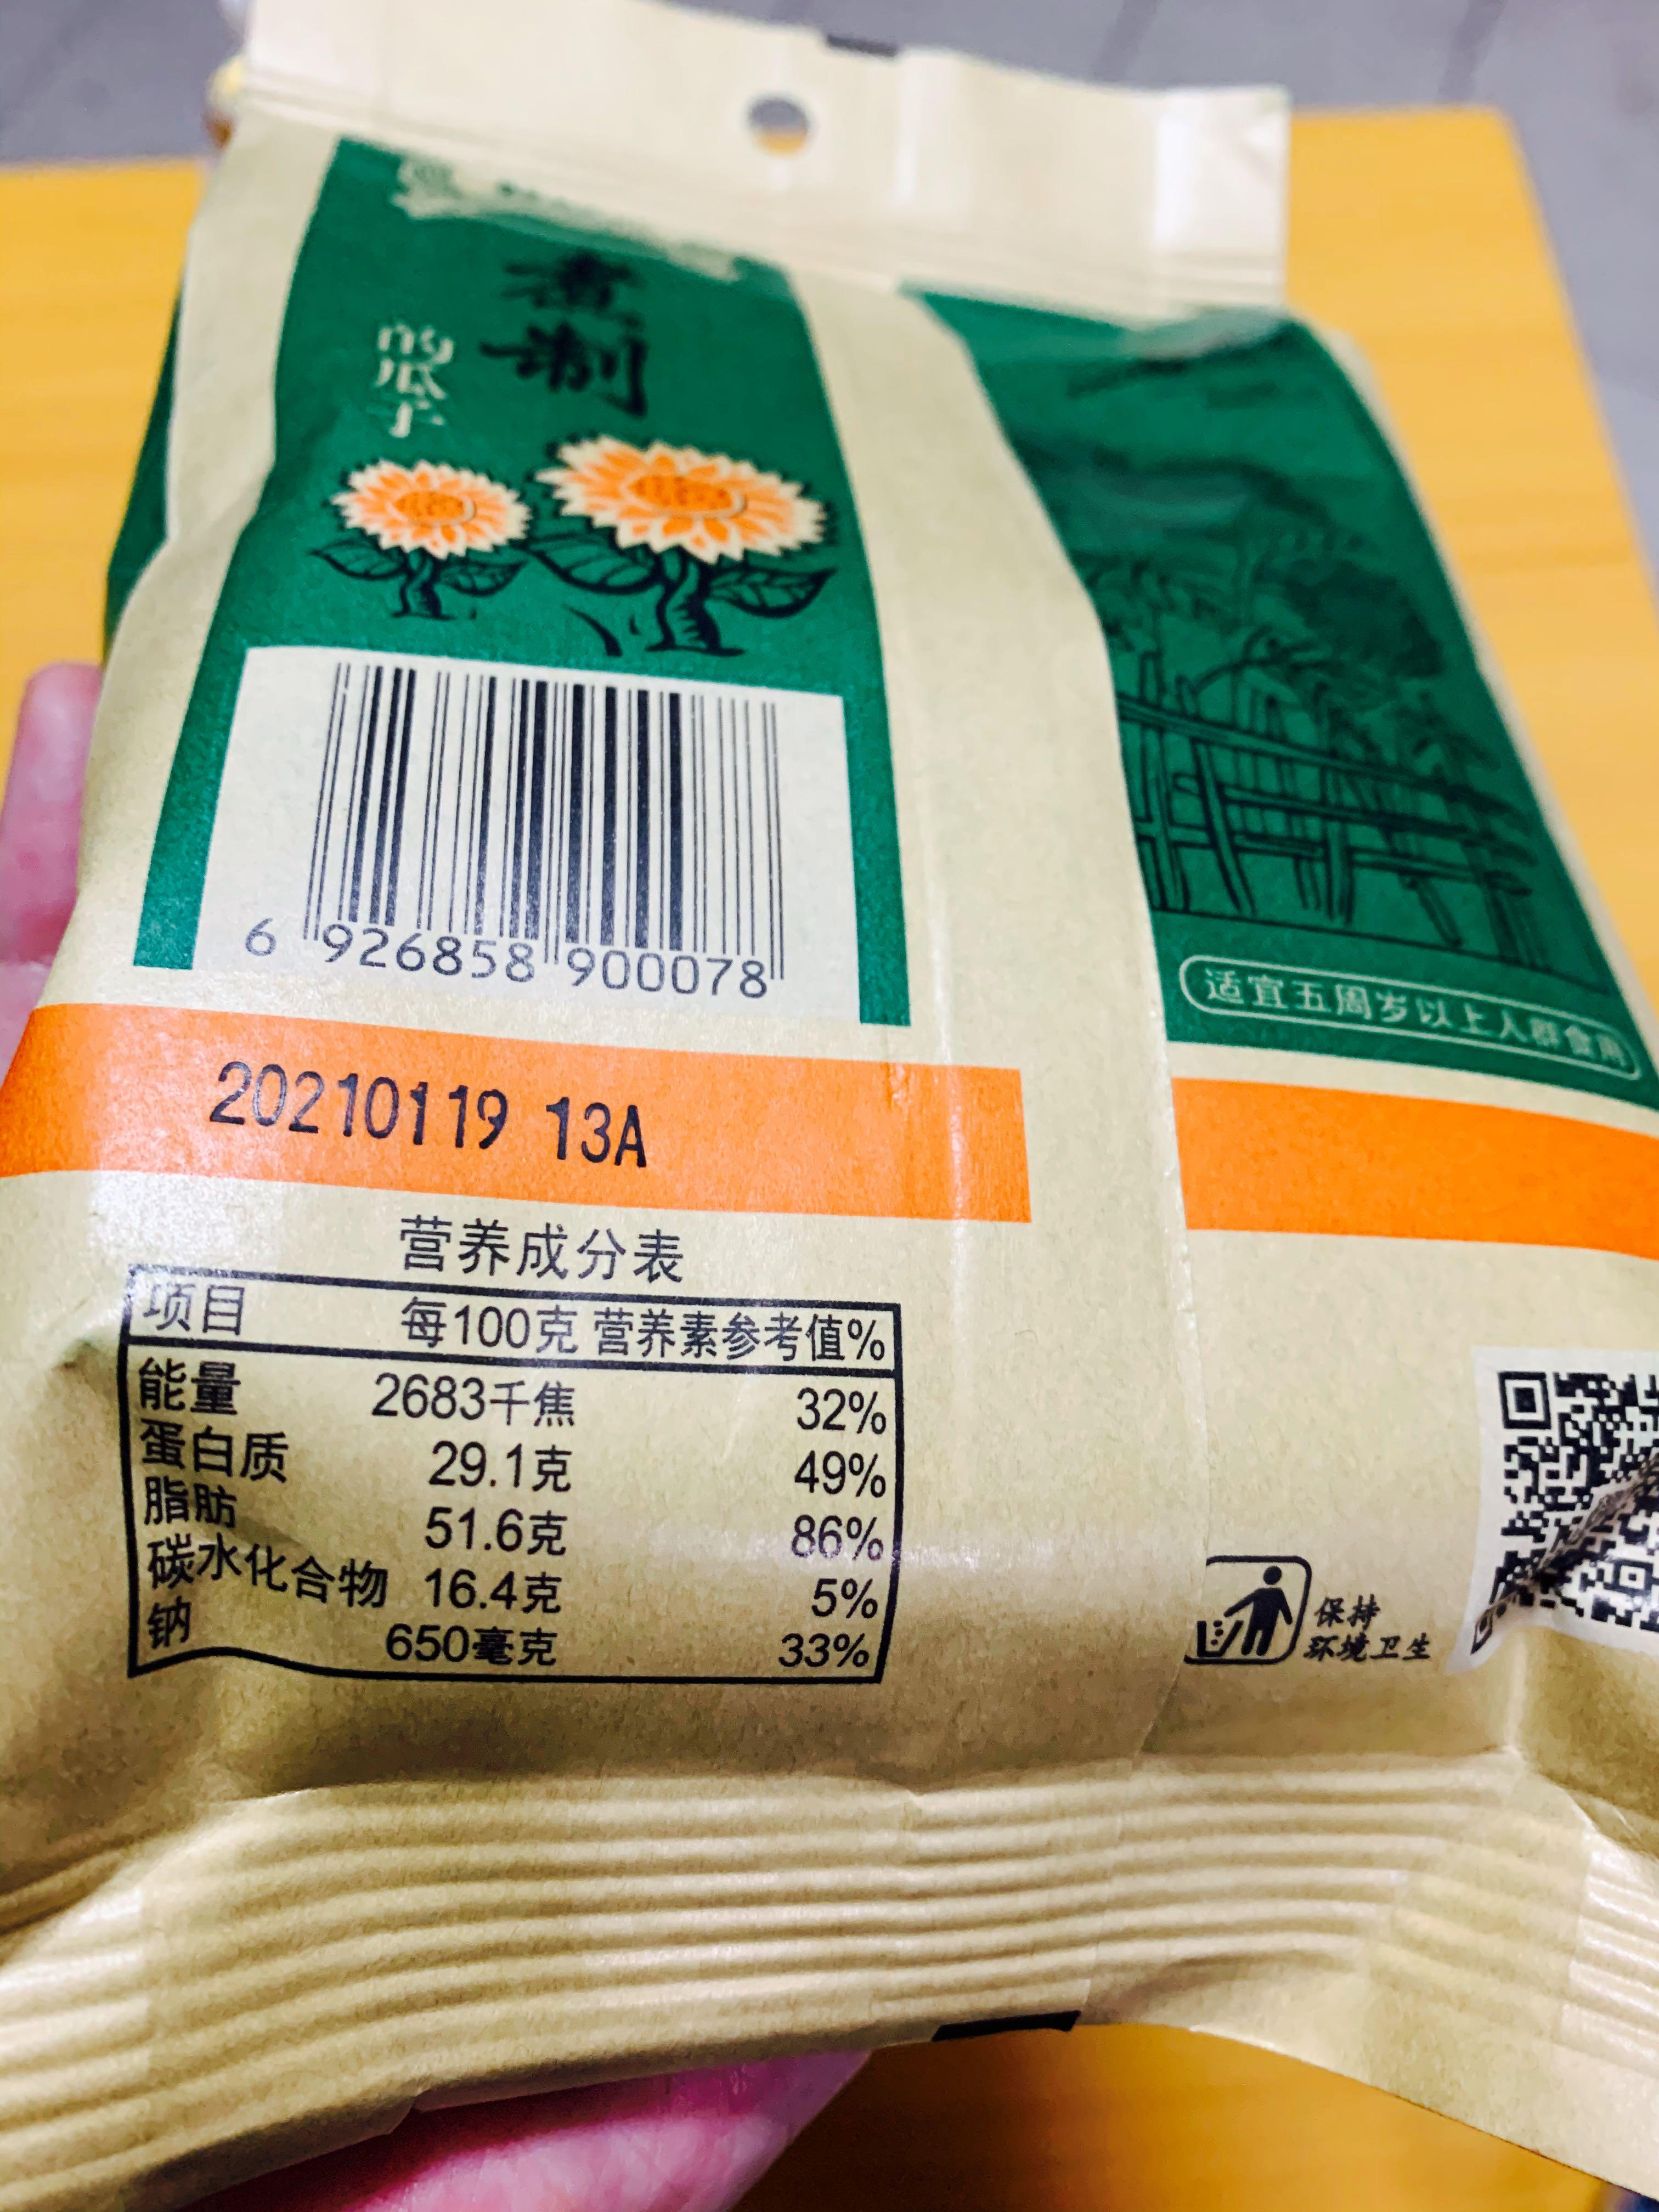 煮制
的瓜子
6 926858 900078
适宜五周岁以上人群食用
20210119 13A
营养成分表
项目 每100克 营养素参考值%
能量 2683千焦 32%
蛋白质 29.1克 49%
脂肪 51.6克 86%
碳水化合物 16.4克 5%
钠 650毫克 33%
保持
环境卫生